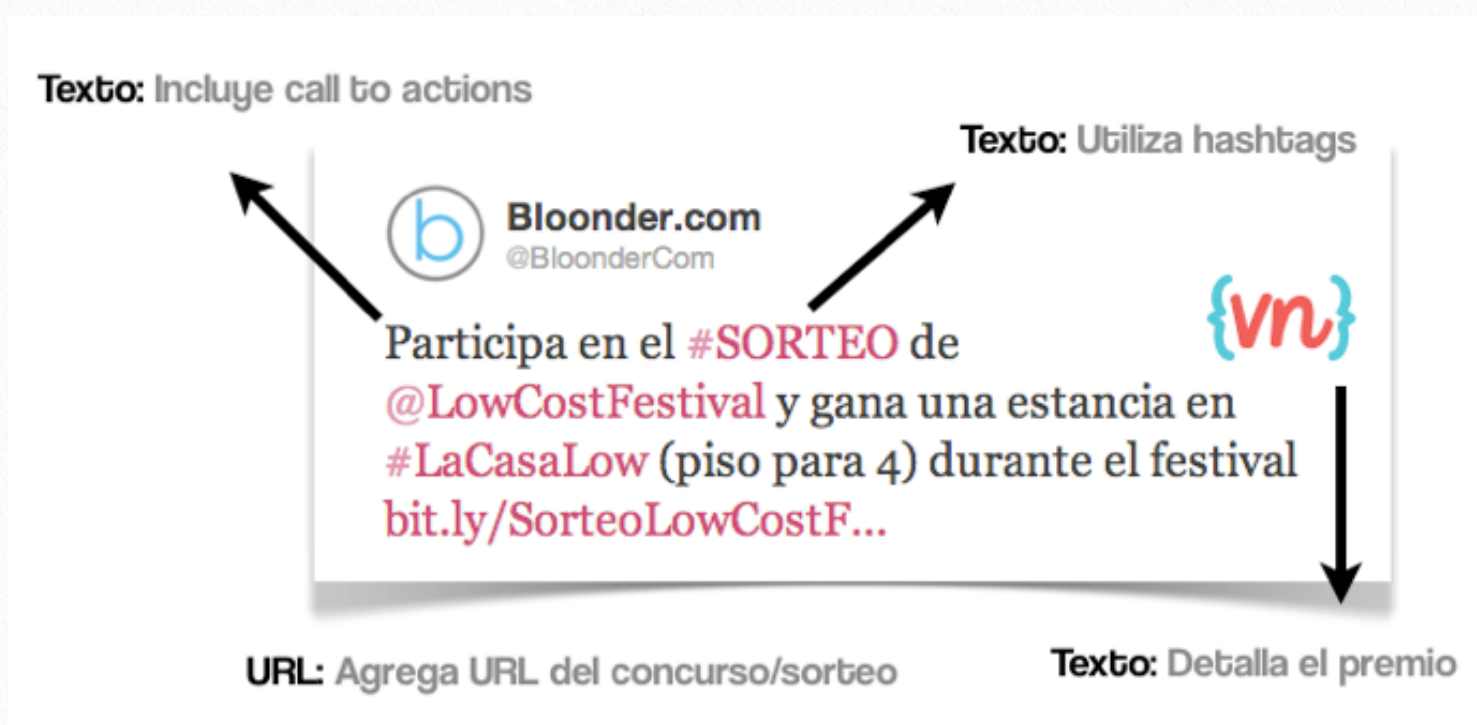 Texto: Incluye call to actions
Texto: Utiliza hashtags
b
Bloonder.com
@BloonderCom
{vn}
Participa en el #SORTEO de
@LowCostFestival y gana una estancia en
#LaCasaLow (piso para 4) durante el festival
bit.ly/SorteoLowCostF...
URL: Agrega URL del concurso/sorteo
Texto: Detalla el premio